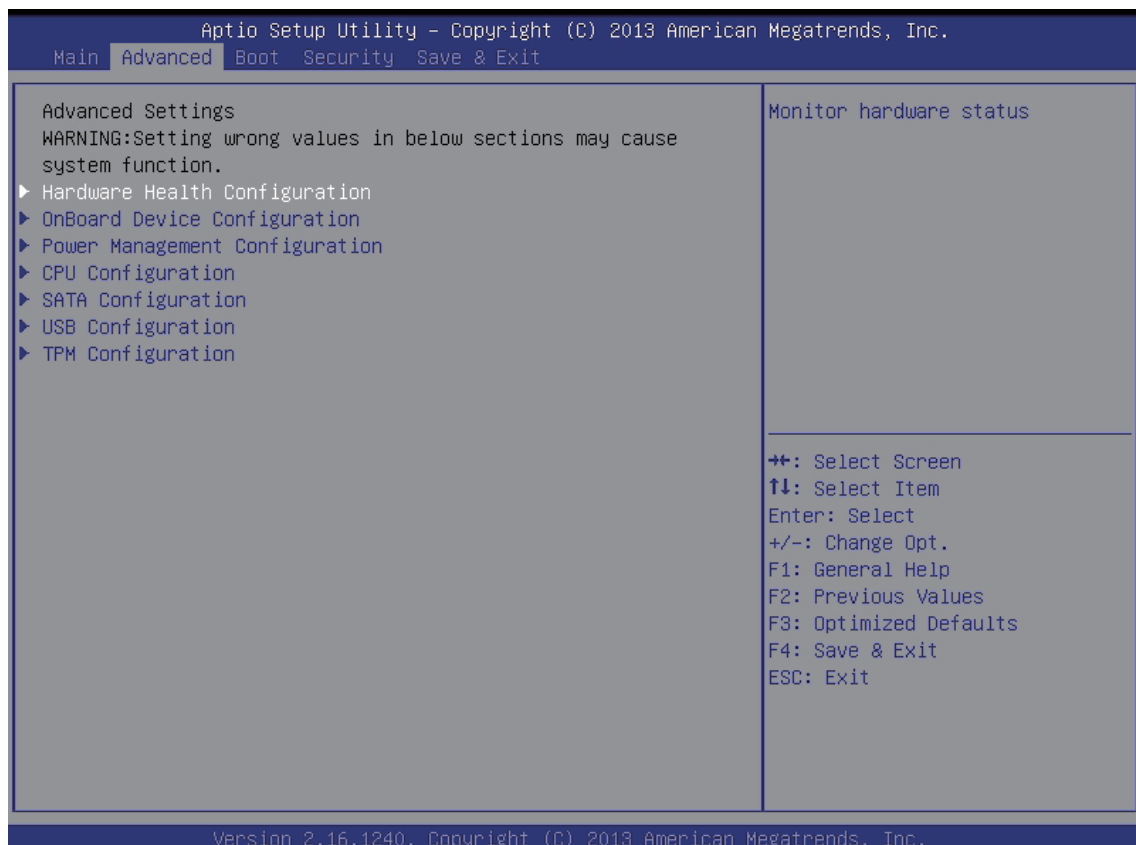 Aptio Setup Utility – Copyright (C) 2013 American Megatrends, Inc.
Main Advanced Boot Security Save & Exit
Advanced Settings
WARNING:Setting wrong values in below sections may cause
system function.
▶ Hardware Health Configuration
▶ OnBoard Device Configuration
▶ Power Management Configuration
▶ CPU Configuration
▶ SATA Configuration
▶ USB Configuration
▶ TPM Configuration
Monitor hardware status
→←: Select Screen
↑↓: Select Item
Enter: Select
+/-: Change Opt.
F1: General Help
F2: Previous Values
F3: Optimized Defaults
F4: Save & Exit
ESC: Exit
Version 2.16.1240. Copyright (C) 2013 American Megatrends, Inc.